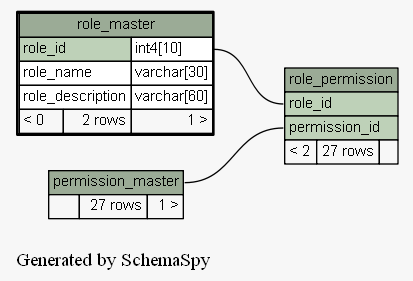 role_master
role_id int4[10]
role_name varchar[30]
role_description varchar[60]
< 0 2 rows 1 >
role_permission
role_id
permission_id
< 2 27 rows
permission_master
27 rows 1 >
Generated by SchemaSpy